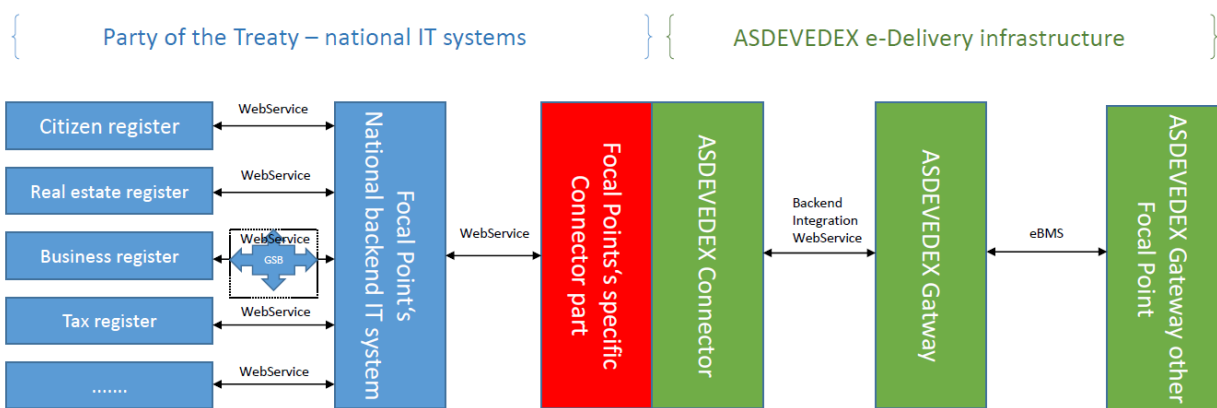 Party of the Treaty – national IT systems
ASDEVEDEX e-Delivery infrastructure
Citizen register
WebService
Real estate register
WebService
Business register
WebService
GSB
Tax register
WebService
.......
WebService
Focal Point‘s
National backend IT system
WebService
Focal Points‘s specific
Connector part
ASDEVEDEX Connector
Backend
Integration
WebService
ASDEVEDEX Gatway
eBMS
ASDEVEDEX Gateway other
Focal Point